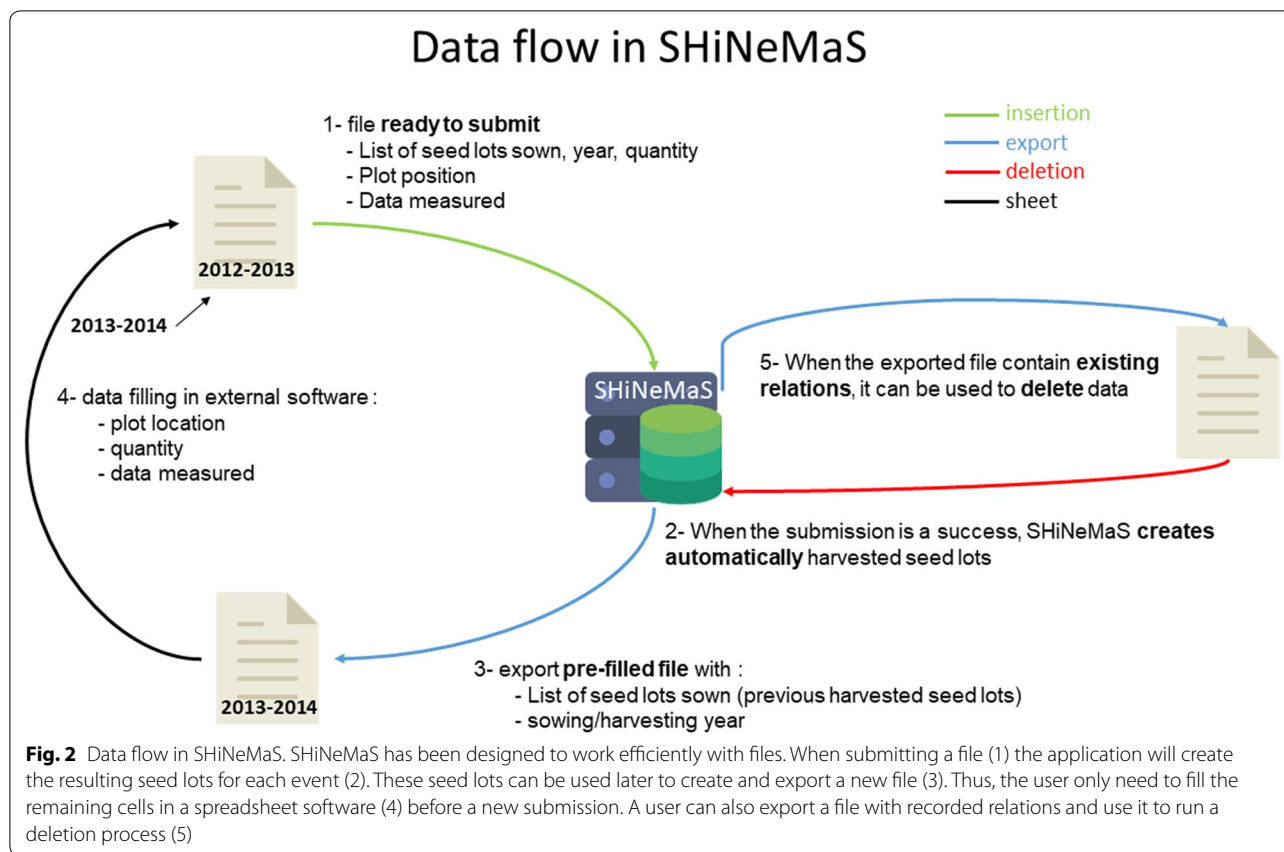 Data flow in SHiNeMaS
insertion
export
deletion
sheet
1- file ready to submit
- List of seed lots sown, year, quantity
- Plot position
- Data measured
2012-2013
2013-2014
4- data filling in external software :
- plot location
- quantity
- data measured
SHiNeMaS
5- When the exported file contain existing
relations, it can be used to delete data
2- When the submission is a success, SHiNeMaS creates
automatically harvested seed lots
3- export pre-filled file with :
- List of seed lots sown (previous harvested seed lots)
- sowing/harvesting year
2013-2014
Fig. 2 Data flow in SHiNeMaS. SHiNeMaS has been designed to work efficiently with files. When submitting a file (1) the application will create
the resulting seed lots for each event (2). These seed lots can be used later to create and export a new file (3). Thus, the user only need to fill the
remaining cells in a spreadsheet software (4) before a new submission. A user can also export a file with recorded relations and use it to run a
deletion process (5)